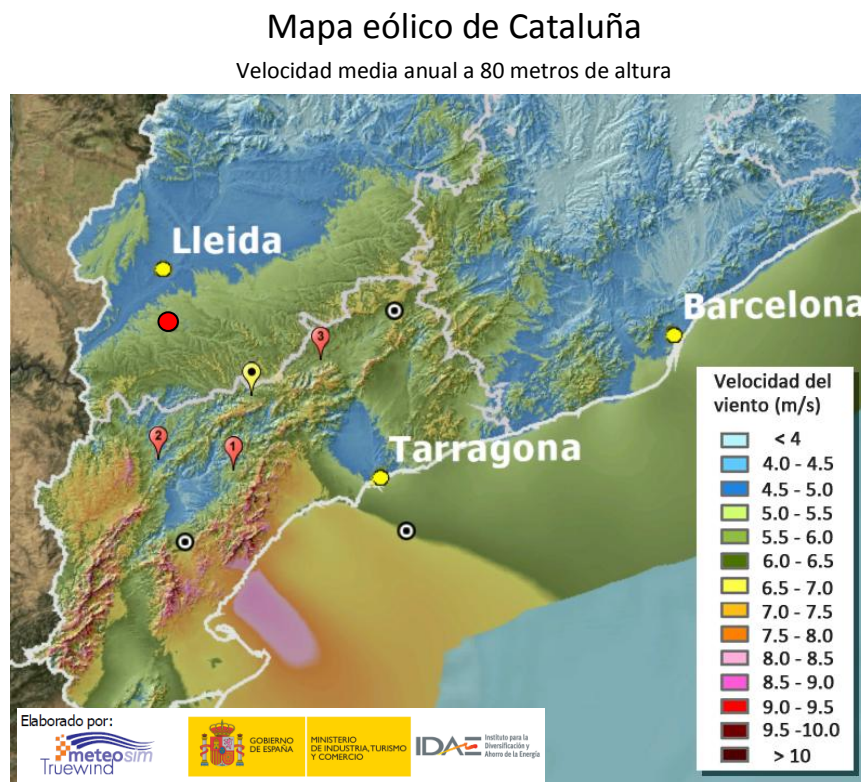 Mapa eólico de Cataluña
Velocidad media anual a 80 metros de altura
Lleida
Barcelona
3
2
1
Tarragona
Velocidad del
viento (m/s)
< 4
4.0 - 4.5
4.5 - 5.0
5.0 - 5.5
5.5 - 6.0
6.0 - 6.5
6.5 - 7.0
7.0 - 7.5
7.5 - 8.0
8.0 - 8.5
8.5 - 9.0
9.0 - 9.5
9.5 -10.0
> 10
Elaborado por:
meteosim
Truewind
GOBIERNO
DE ESPAÑA
MINISTERIO
DE INDUSTRIA, TURISMO
Y COMERCIO
IDAE
Instituto para la
Diversificación y
Ahorro de la Energía